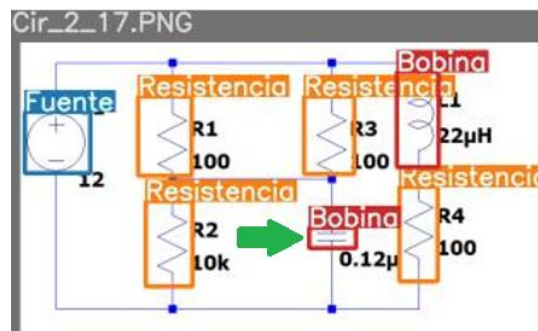 Cir_2_17.PNG
Bobina
Resistencia Resistencia
Fuente
L1
R1 R3 22µH
100 100
12
Resistencia Resistencia
Bobina
R2 R4
10k 0.12µ 100